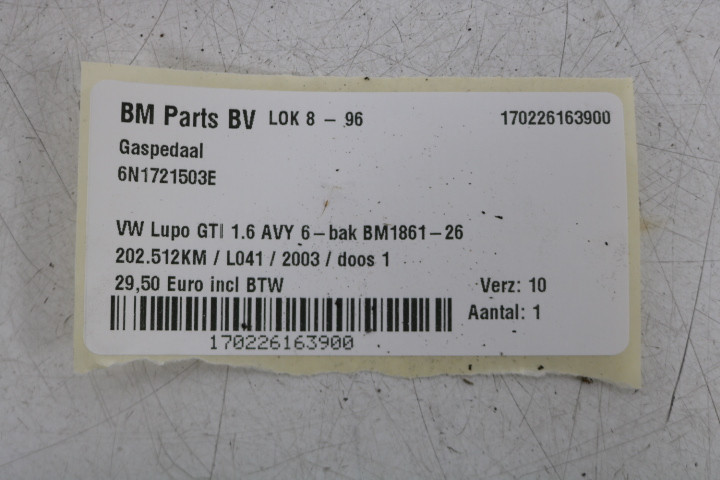 BM Parts BV LOK 8 - 96 170226163900
Gaspedaal
6N1721503E
VW Lupo GTI 1.6 AVY 6-bak BM1861-26
202.512KM / L041 / 2003 / doos 1
29,50 Euro incl BTW Verz: 10
Aantal: 1
170226163900